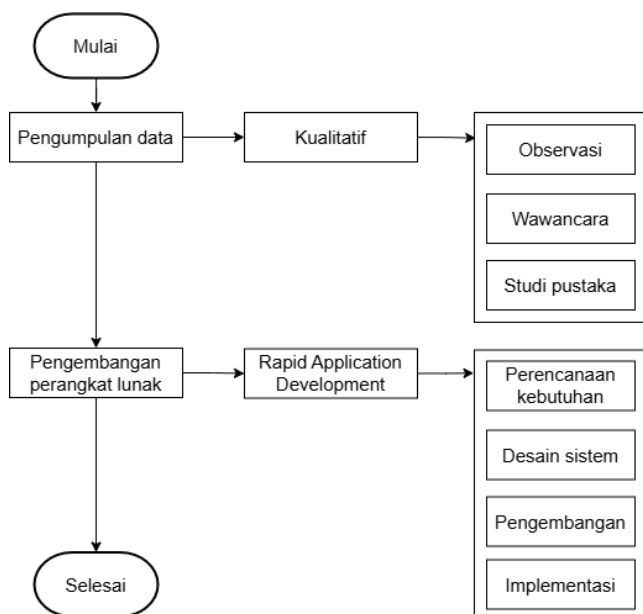 Mulai
Pengumpulan data
Kualitatif
Observasi
Wawancara
Studi pustaka
Pengembangan
perangkat lunak
Rapid Application
Development
Perencanaan
kebutuhan
Desain sistem
Pengembangan
Implementasi
Selesai